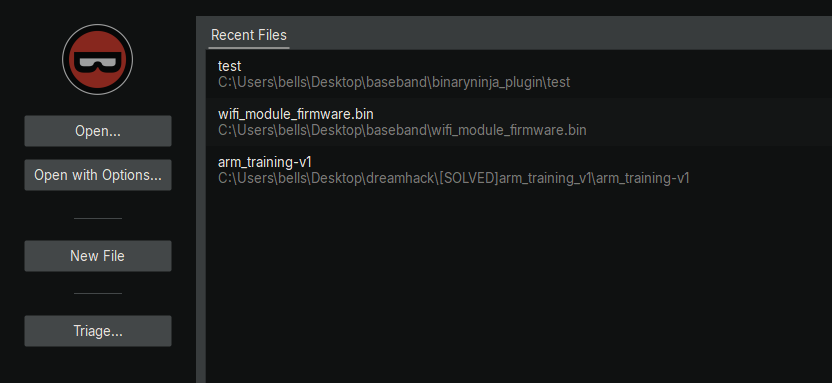 Recent Files
test
C:\Users\bells\Desktop\baseband\binaryninja_plugin\test
wifi_module_firmware.bin
C:\Users\bells\Desktop\baseband\wifi_module_firmware.bin
arm_training-v1
C:\Users\bells\Desktop\dreamhack\[SOLVED]arm_training_v1\arm_training-v1
Open...
Open with Options...
New File
Triage...